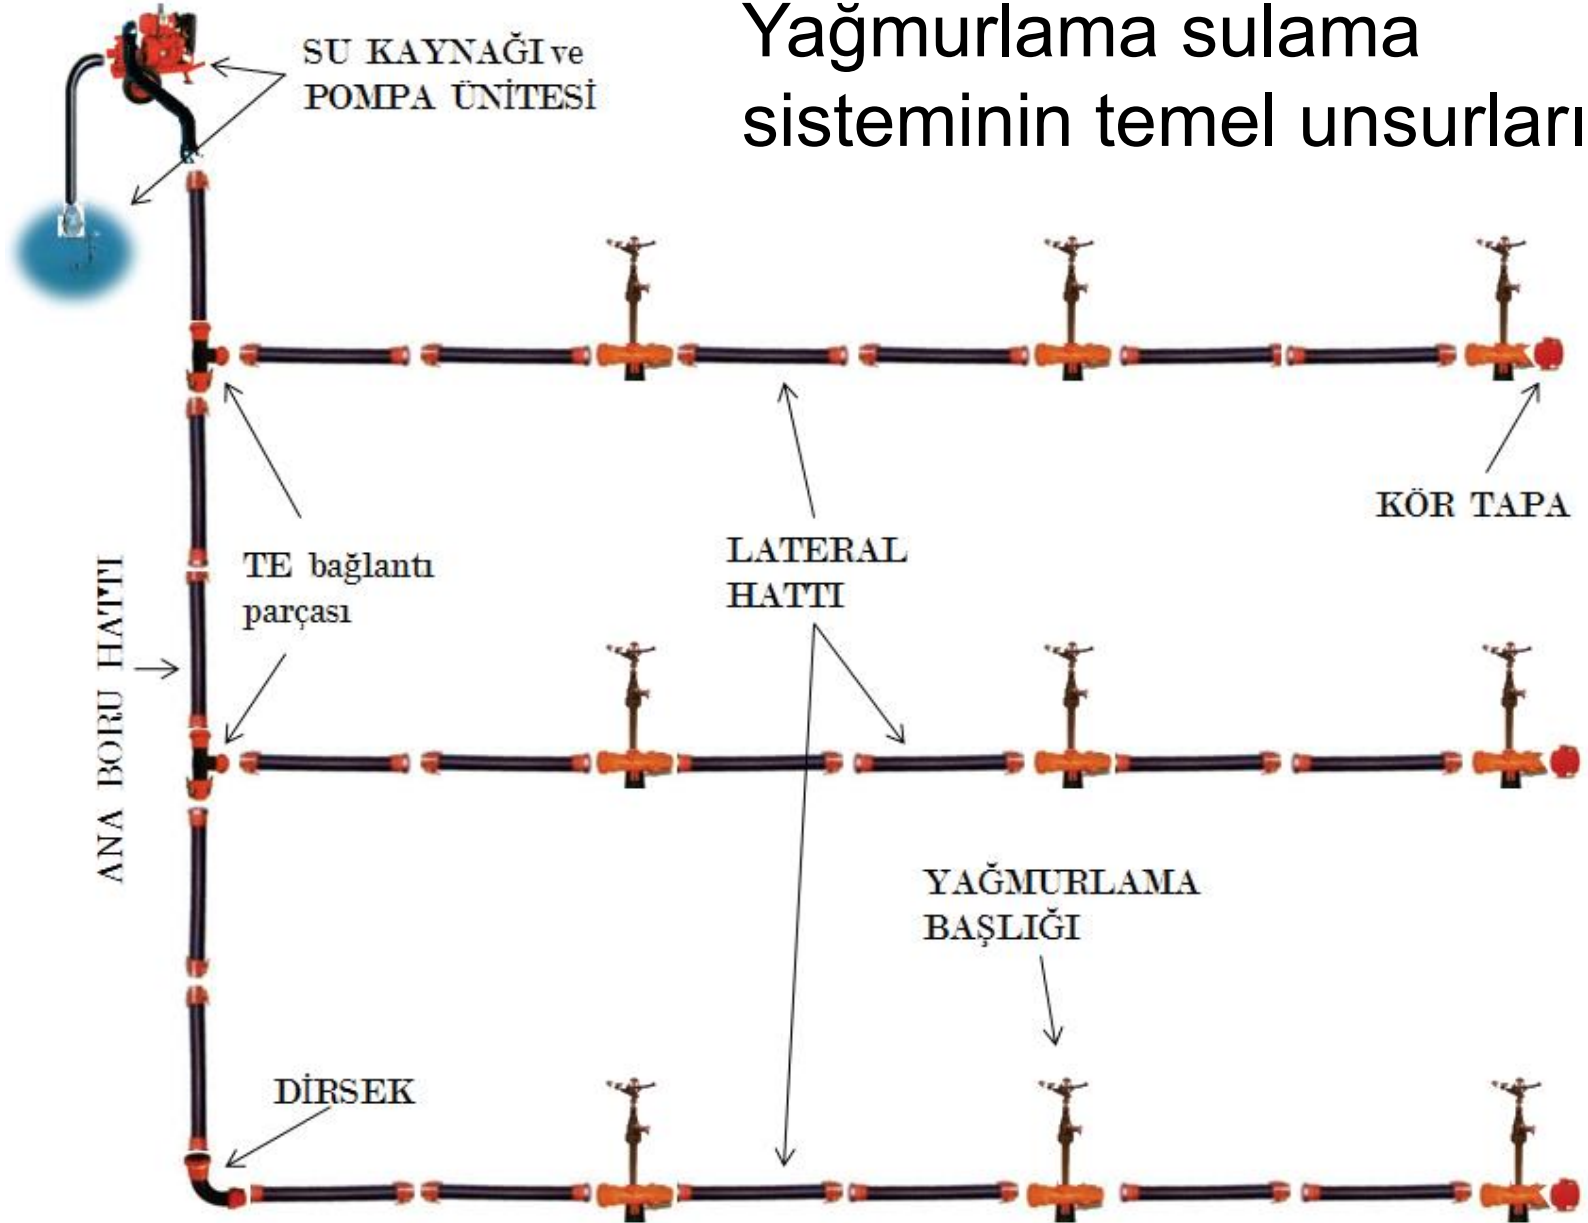 Yağmurlama sulama
sisteminin temel unsurları
SU KAYNAĞI ve
POMPA ÜNİTESİ
KÖR TAPA
LATERAL
HATTI
TE bağlantı
parçası
ANA BORU HATTI
YAĞMURLAMA
BAŞLIĞI
DİRSEK